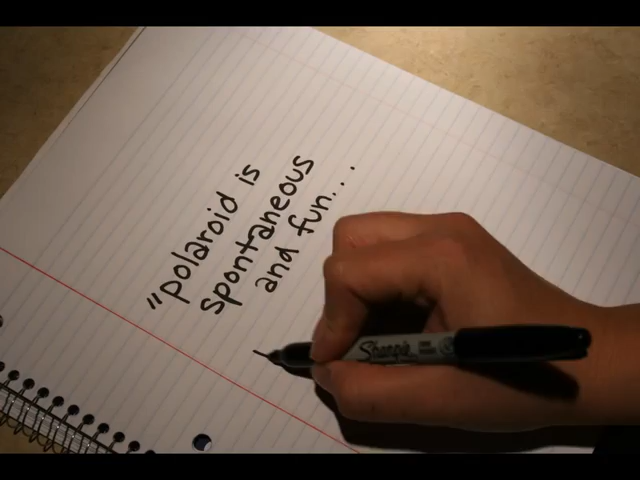 "polaroid is
spontaneous
and fun...
Sharpie